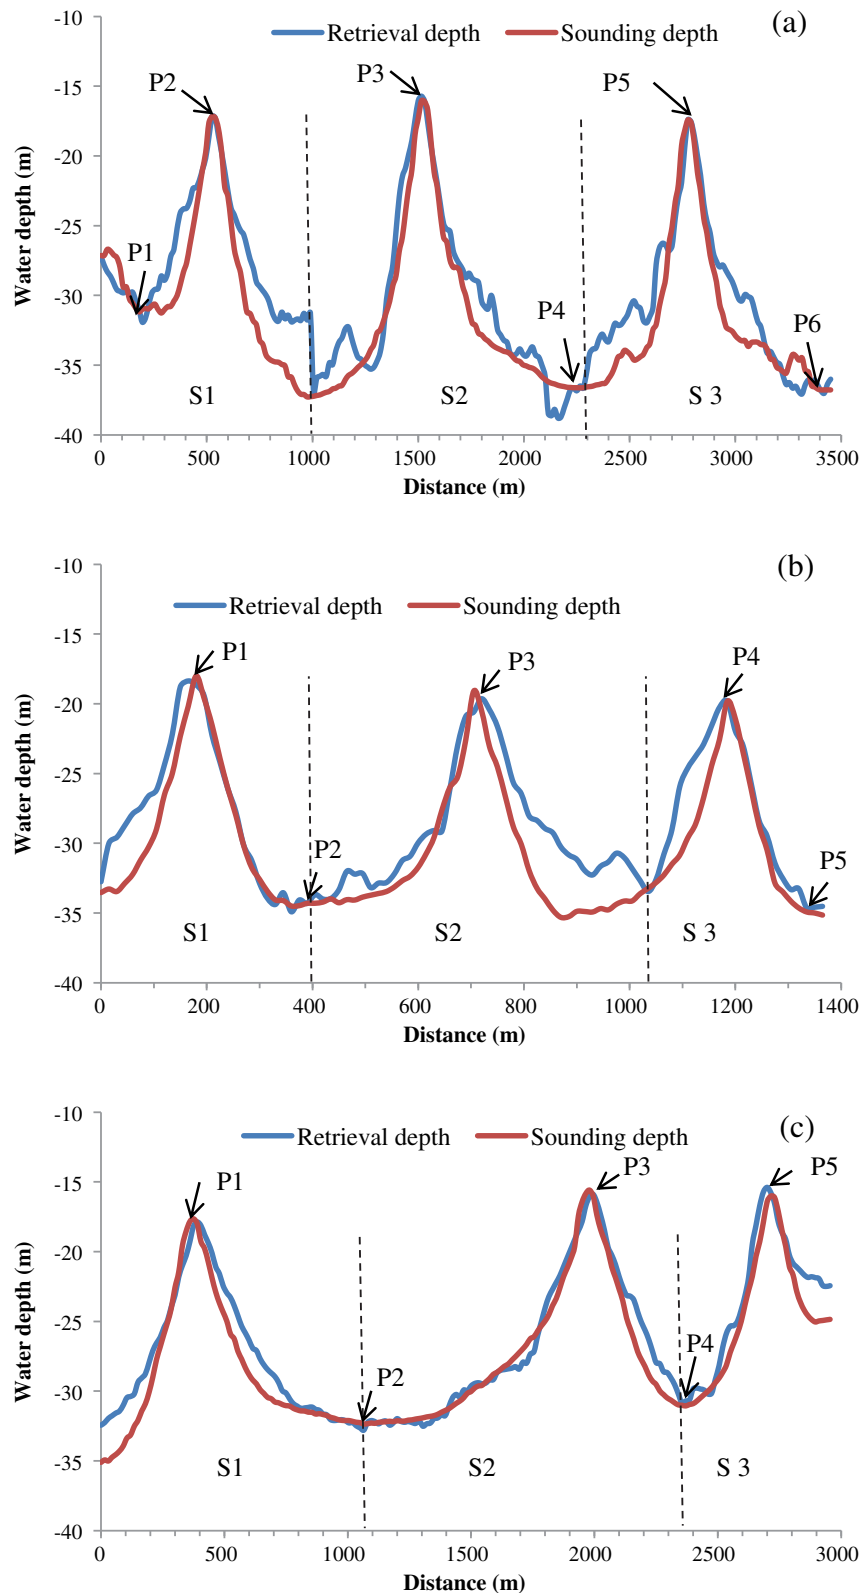 (a)
Retrieval depth Sounding depth
P1 P2 P3 P4 P5 P6
S1 S2 S 3
Water depth (m)
-10
-15
-20
-25
-30
-35
-40
0 500 1000 1500 2000 2500 3000 3500
Distance (m)
(b)
Retrieval depth Sounding depth
P1 P2 P3 P4 P5
S1 S2 S 3
Water depth (m)
-10
-15
-20
-25
-30
-35
-40
0 200 400 600 800 1000 1200 1400
Distance (m)
(c)
Retrieval depth Sounding depth
P1 P2 P3 P4 P5
S1 S2 S 3
Water depth (m)
-10
-15
-20
-25
-30
-35
-40
0 500 1000 1500 2000 2500 3000
Distance (m)